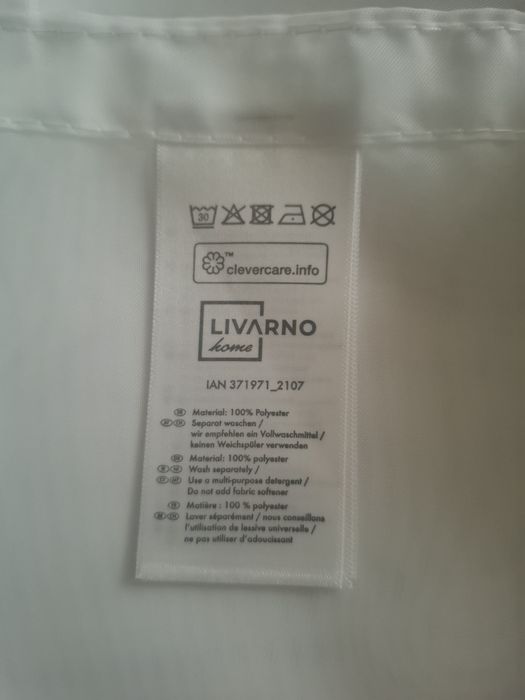 30
clevercare.info™
LIVARNO
home
IAN 371971_2107
Material: 100% Polyester
Separat waschen /
wir empfehlen ein Vollwaschmittel /
keinen Weichspüler verwenden
Material: 100% polyester
Wash separately /
Use a multi-purpose detergent /
Do not add fabric softener
Matière : 100 % polyester
Laver séparément / nous conseillons
l'utilisation de lessive universelle /
ne pas utiliser d'adoucissant